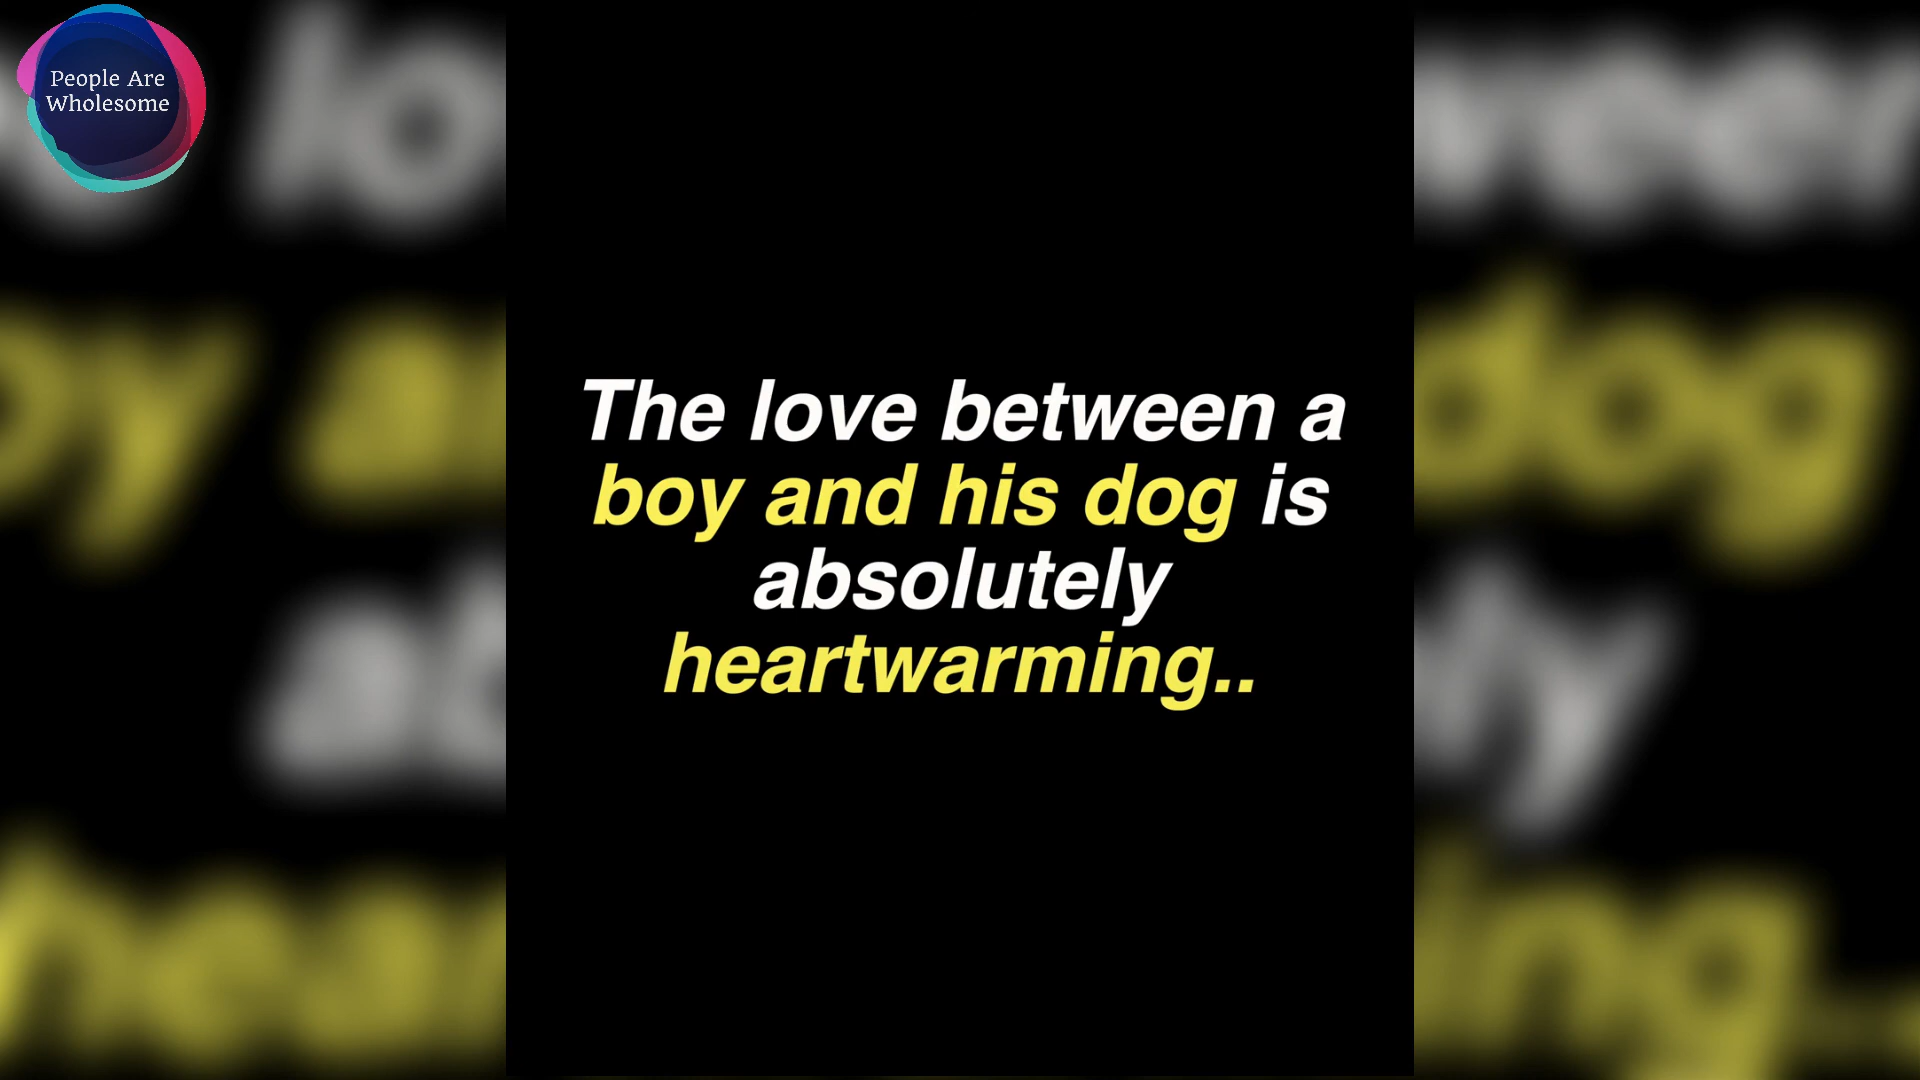 People Are
Wholesome
The love between a
boy and his dog is
absolutely
heartwarming..